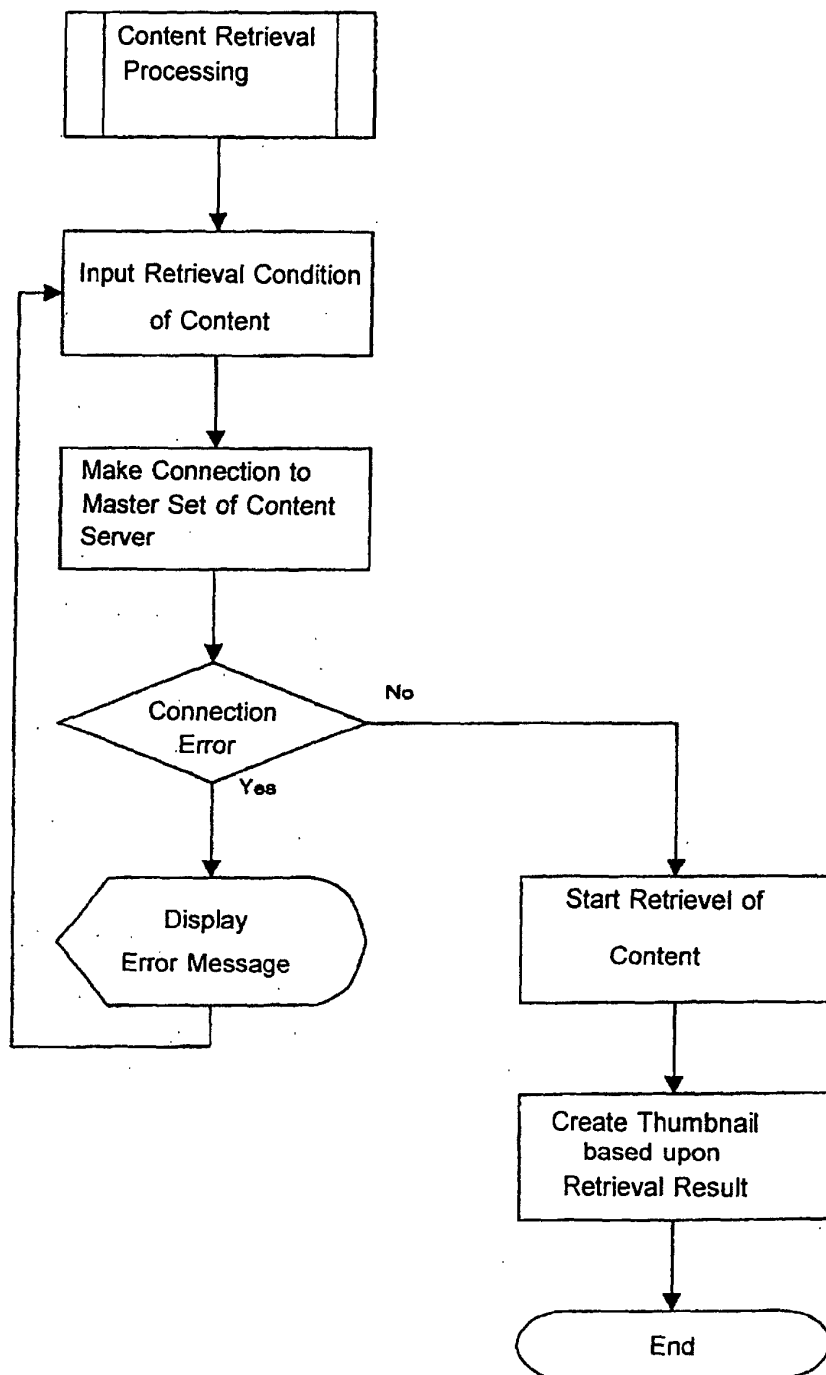 Content Retrieval
Processing
Input Retrieval Condition
of Content
Make Connection to
Master Set of Content
Server
Connection
Error
No
Yes
Display
Error Message
Start Retrievel of
Content
Create Thumbnail
based upon
Retrieval Result
End